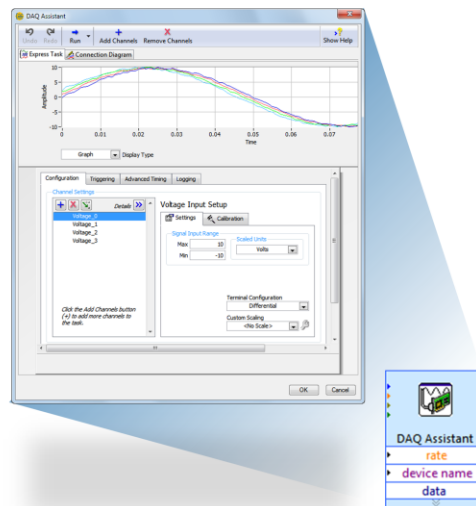 DAQ Assistant
Undo Redo Run Add Channels Remove Channels Show Help
Express Task Connection Diagram
Amplitude
10
5
0
-5
-10
0 0.01 0.02 0.03 0.04 0.05 0.06 0.07
Time
Graph Display Type
Configuration Triggering Advanced Timing Logging
Channel Settings
Details
Voltage_0
Voltage_1
Voltage_2
Voltage_3
Click the Add Channels button
(+) to add more channels to
the task.
Voltage Input Setup
Settings Calibration
Signal Input Range
Max 10
Min -10
Scaled Units
Volts
Terminal Configuration
Differential
Custom Scaling
<No Scale>
OK Cancel
DAQ Assistant
rate
device name
data